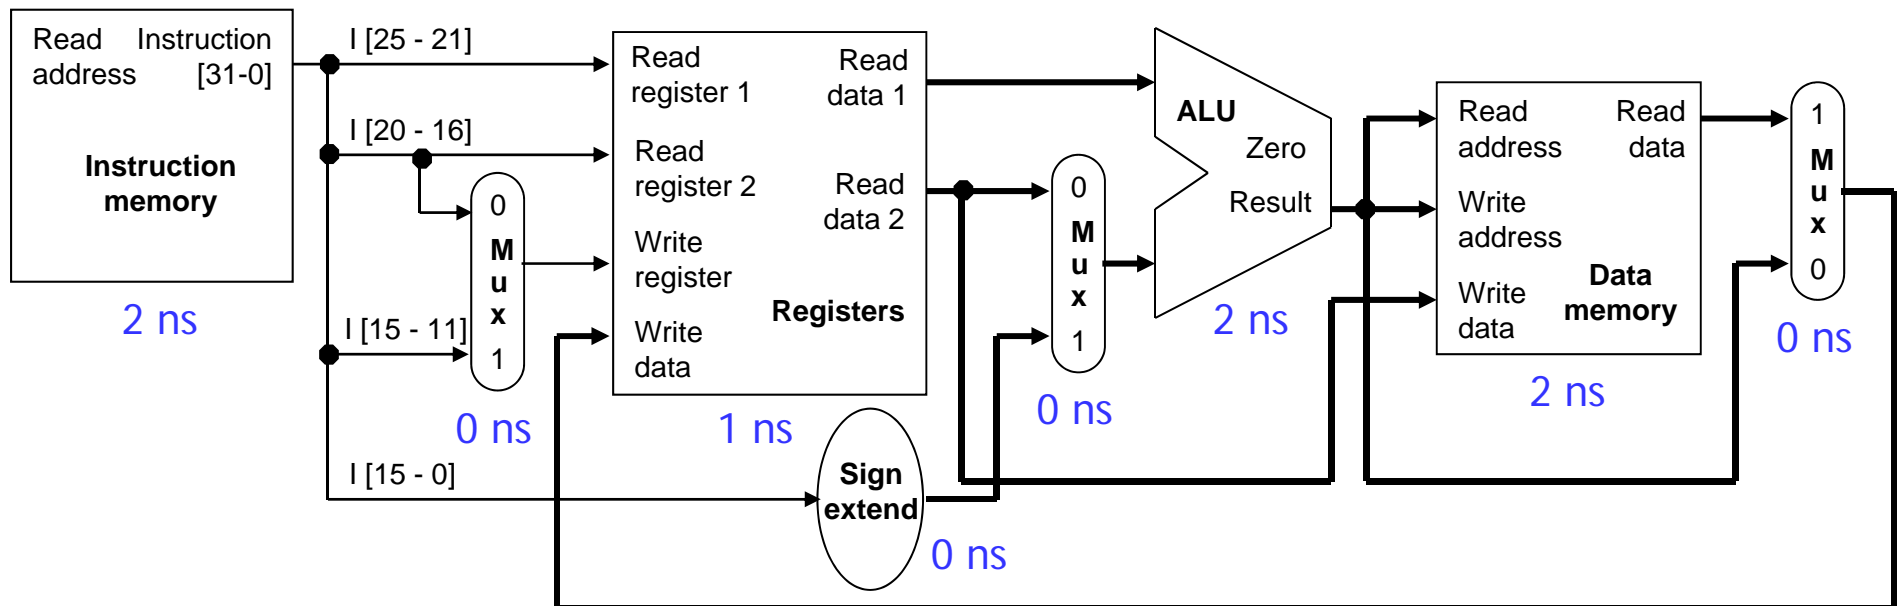 Read Instruction
address [31-0]
Instruction
memory
2 ns
I [25 - 21]
I [20 - 16]
I [15 - 11]
I [15 - 0]
0
M
u
x
1
0 ns
Read
register 1
Read
data 1
Read
register 2
Read
data 2
Write
register
Write
data
Registers
1 ns
Sign
extend
0 ns
0
M
u
x
1
0 ns
ALU
Zero
Result
2 ns
Read
address
Read
data
Write
address
Write
data
Data
memory
2 ns
1
M
u
x
0
0 ns